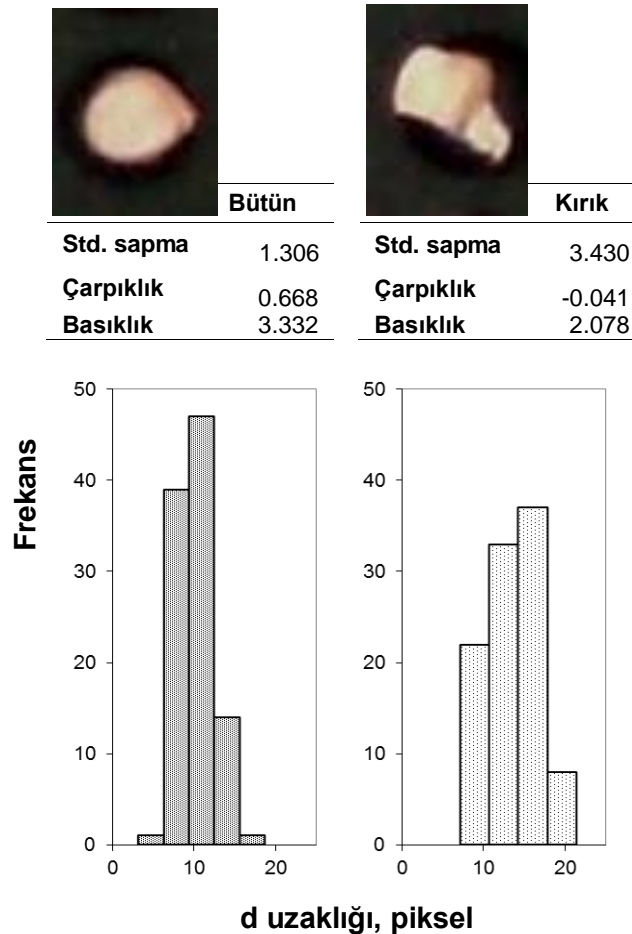 Bütün
Std. sapma 1.306
Çarpıklık 0.668
Basıklık 3.332
Kırık
Std. sapma 3.430
Çarpıklık -0.041
Basıklık 2.078
Frekans
50
40
30
20
10
0
0 10 20
50
40
30
20
10
0
0 10 20
d uzaklığı, piksel